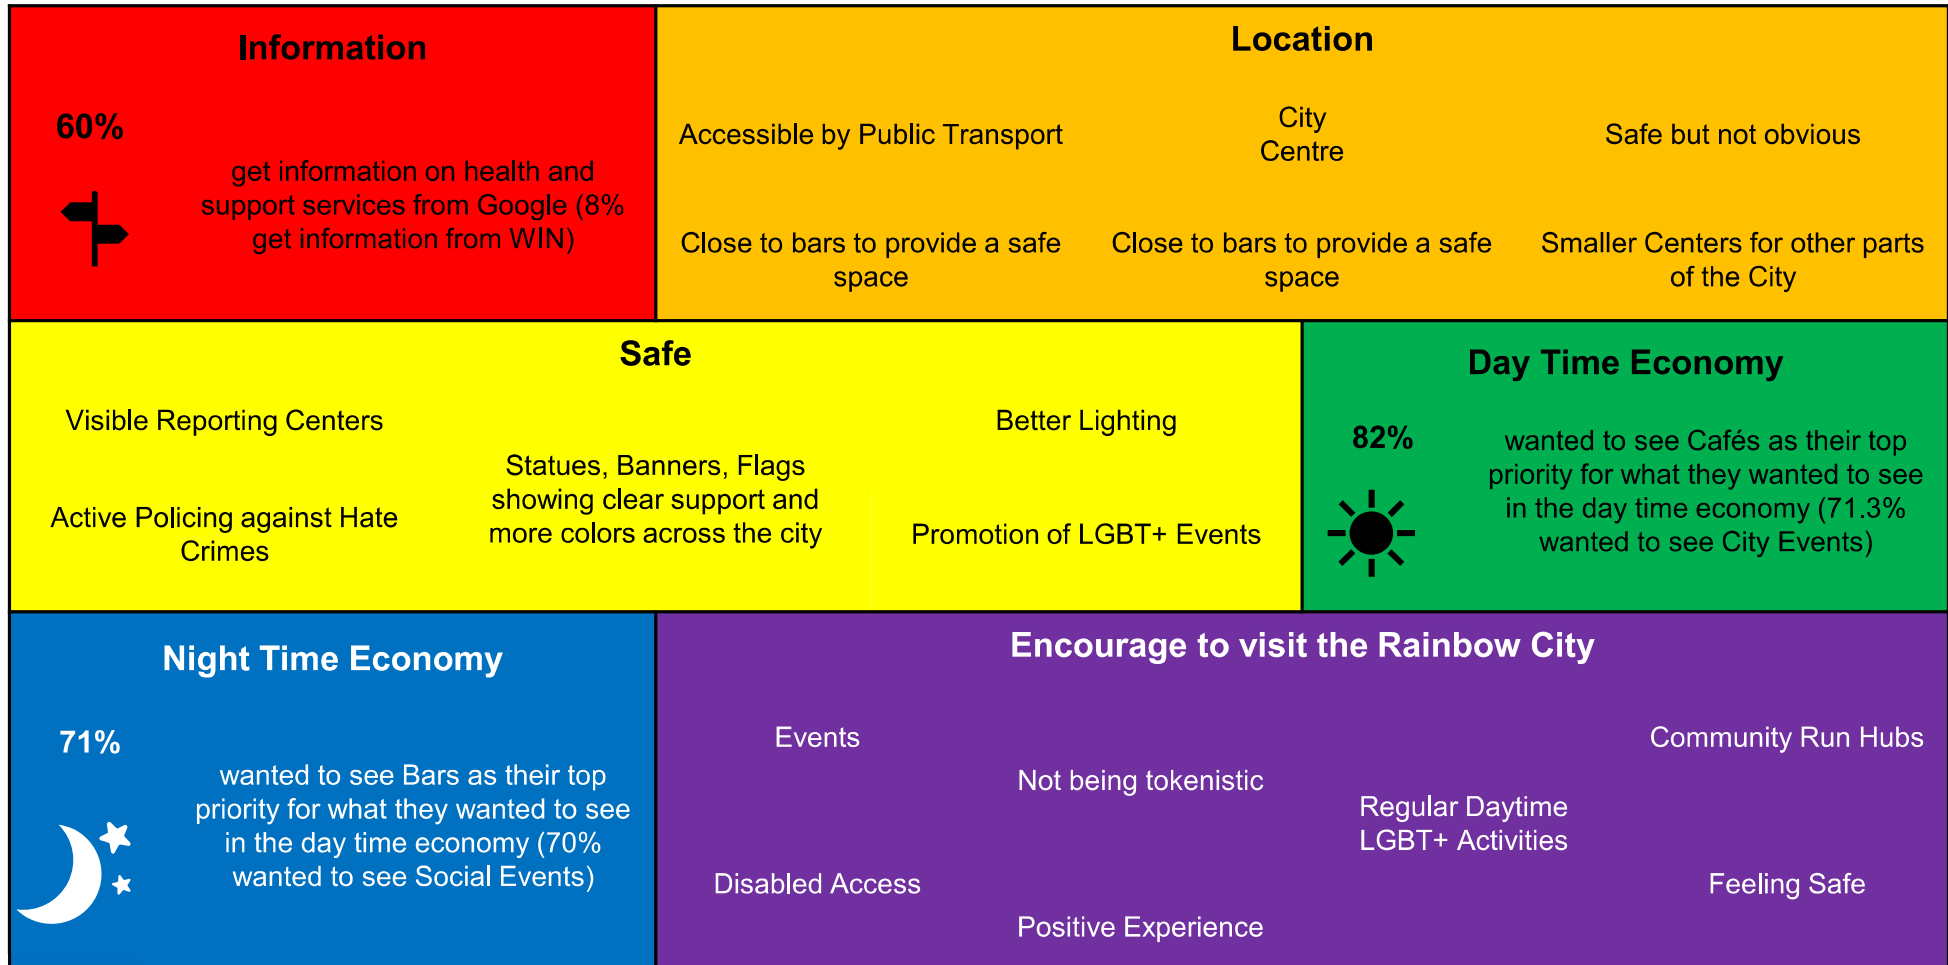 Information
60%
get information on health and
support services from Google (8%
get information from WIN)
Location
Accessible by Public Transport
City
Centre
Safe but not obvious
Close to bars to provide a safe
space
Close to bars to provide a safe
space
Smaller Centers for other parts
of the City
Safe
Visible Reporting Centers
Active Policing against Hate
Crimes
Statues, Banners, Flags
showing clear support and
more colors across the city
Better Lighting
Promotion of LGBT+ Events
Day Time Economy
82%
wanted to see Cafés as their top
priority for what they wanted to see
in the day time economy (71.3%
wanted to see City Events)
Night Time Economy
71%
wanted to see Bars as their top
priority for what they wanted to see
in the day time economy (70%
wanted to see Social Events)
Encourage to visit the Rainbow City
Events
Not being tokenistic
Regular Daytime
LGBT+ Activities
Community Run Hubs
Disabled Access
Positive Experience
Feeling Safe